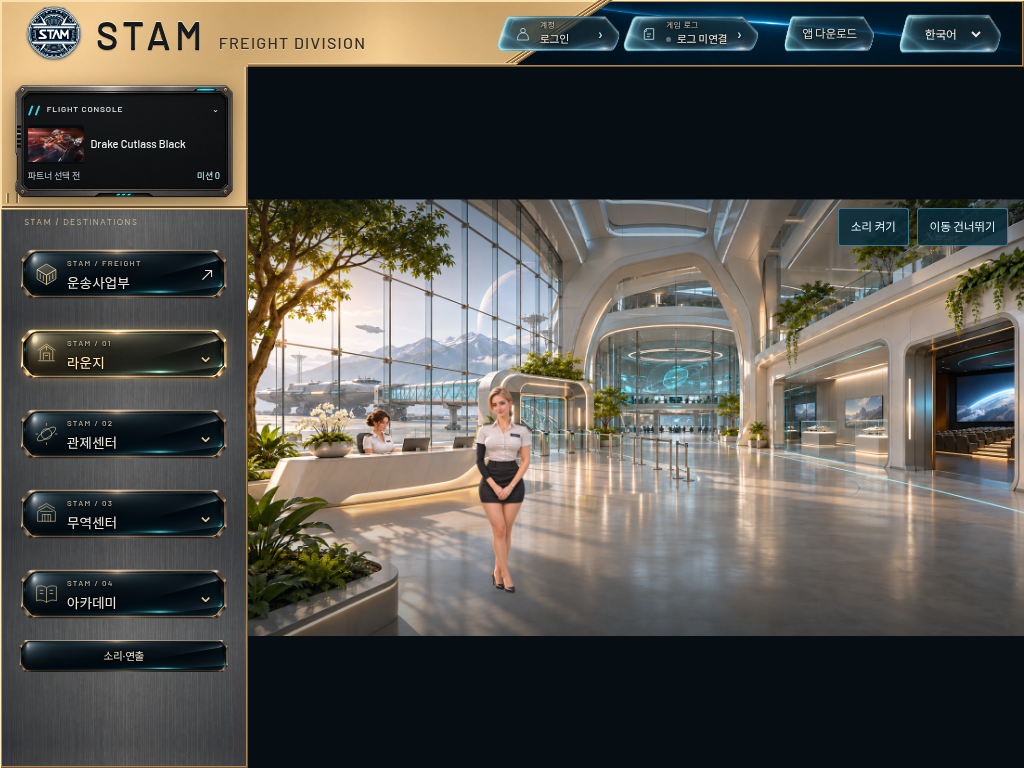 STAM
STAM FREIGHT DIVISION
계정
로그인
게임 로그
로그 미연결
앱 다운로드
한국어
FLIGHT CONSOLE
Drake Cutlass Black
파트너 선택 전
미션 0
STAM / DESTINATIONS
STAM / FREIGHT
운송사업부
STAM / 01
라운지
STAM / 02
관제센터
STAM / 03
무역센터
STAM / 04
아카데미
소리·연출
소리 켜기
이동 건너뛰기